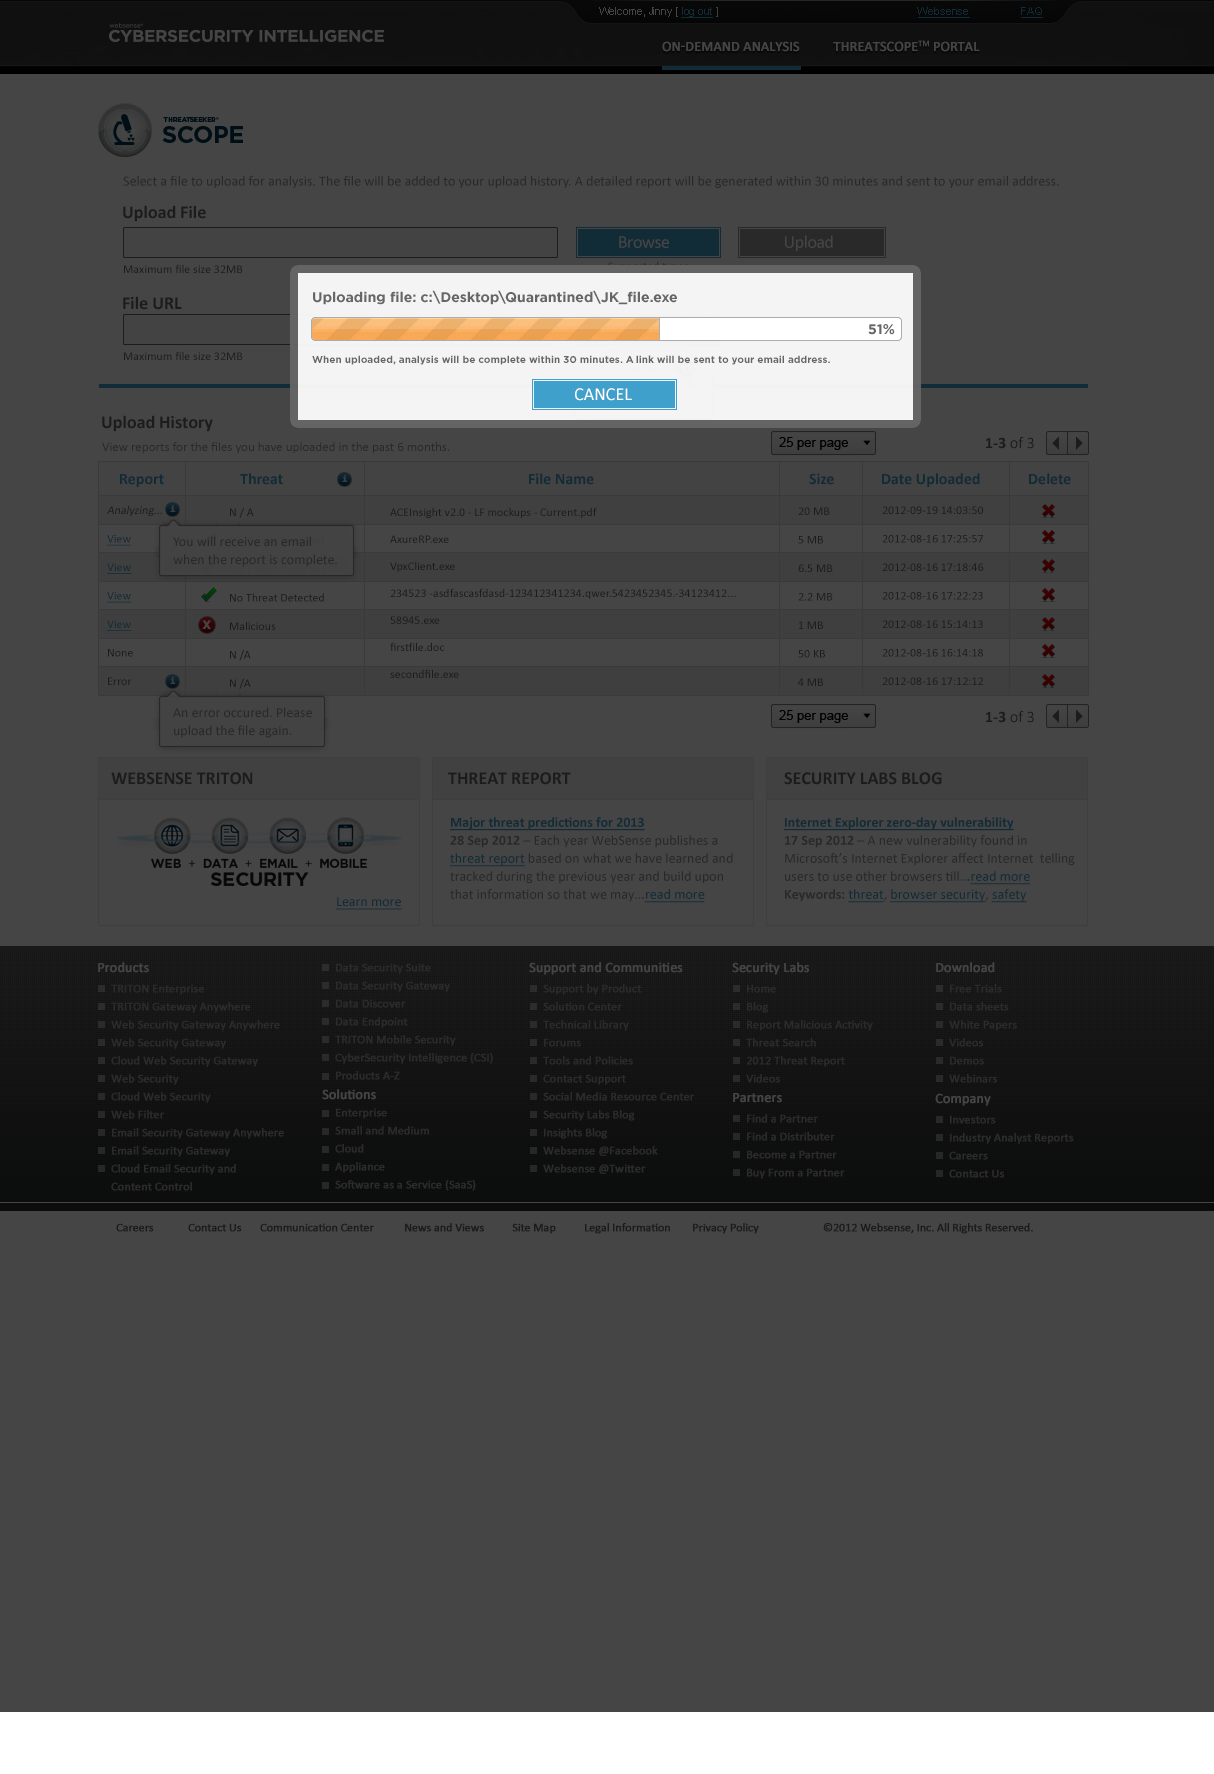 Welcome, Jinny [ log out ]
Websense
FAQ
websense®
CYBERSECURITY INTELLIGENCE
ON-DEMAND ANALYSIS
THREATSCOPE™ PORTAL
THREATSEEKER®
SCOPE
Select a file to upload for analysis. The file will be added to your upload history. A detailed report will be generated within 30 minutes and sent to your email address.
Upload File
Browse
Upload
Maximum file size 32MB
File URL
Maximum file size 32MB
Uploading file: c:\Desktop\Quarantined\JK_file.exe
51%
When uploaded, analysis will be complete within 30 minutes. A link will be sent to your email address.
CANCEL
Upload History
View reports for the files you have uploaded in the past 6 months.
25 per page
1-3 of 3
Report Threat File Name Size Date Uploaded Delete
Analyzing... N / A ACEInsight v2.0 - LF mockups - Current.pdf 20 MB 2012-09-19 14:03:50
You will receive an email
when the report is complete.
View AxureRP.exe 5 MB 2012-08-16 17:25:57
View VpxClient.exe 6.5 MB 2012-08-16 17:18:46
View No Threat Detected 234523 -asdfascasfdasd-123412341234.qwer.5423452345.-34123412... 2.2 MB 2012-08-16 17:22:23
View Malicious 58945.exe 1 MB 2012-08-16 15:14:13
None N /A firstfile.doc 50 KB 2012-08-16 16:14:18
Error N /A secondfile.exe 4 MB 2012-08-16 17:12:12
An error occured. Please
upload the file again.
25 per page
1-3 of 3
WEBSENSE TRITON
WEB + DATA + EMAIL + MOBILE
SECURITY
Learn more
THREAT REPORT
Major threat predictions for 2013
28 Sep 2012 – Each year WebSense publishes a
threat report based on what we have learned and
tracked during the previous year and build upon
that information so that we may...read more
SECURITY LABS BLOG
Internet Explorer zero-day vulnerability
17 Sep 2012 – A new vulnerability found in
Microsoft's Internet Explorer affect Internet telling
users to use other browsers till...read more
Keywords: threat, browser security, safety
Products
TRITON Enterprise
TRITON Gateway Anywhere
Web Security Gateway Anywhere
Web Security Gateway
Cloud Web Security Gateway
Web Security
Cloud Web Security
Web Filter
Email Security Gateway Anywhere
Email Security Gateway
Cloud Email Security and
Content Control
Data Security Suite
Data Security Gateway
Data Discover
Data Endpoint
TRITON Mobile Security
CyberSecurity Intelligence (CSI)
Products A-Z
Solutions
Enterprise
Small and Medium
Cloud
Appliance
Software as a Service (SaaS)
Support and Communities
Support by Product
Solution Center
Technical Library
Forums
Tools and Policies
Contact Support
Social Media Resource Center
Security Labs Blog
Insights Blog
Websense @Facebook
Websense @Twitter
Security Labs
Home
Blog
Report Malicious Activity
Threat Search
2012 Threat Report
Videos
Partners
Find a Partner
Find a Distributer
Become a Partner
Buy From a Partner
Download
Free Trials
Data sheets
White Papers
Videos
Demos
Webinars
Company
Investors
Industry Analyst Reports
Careers
Contact Us
Careers Contact Us Communication Center News and Views Site Map Legal Information Privacy Policy ©2012 Websense, Inc. All Rights Reserved.